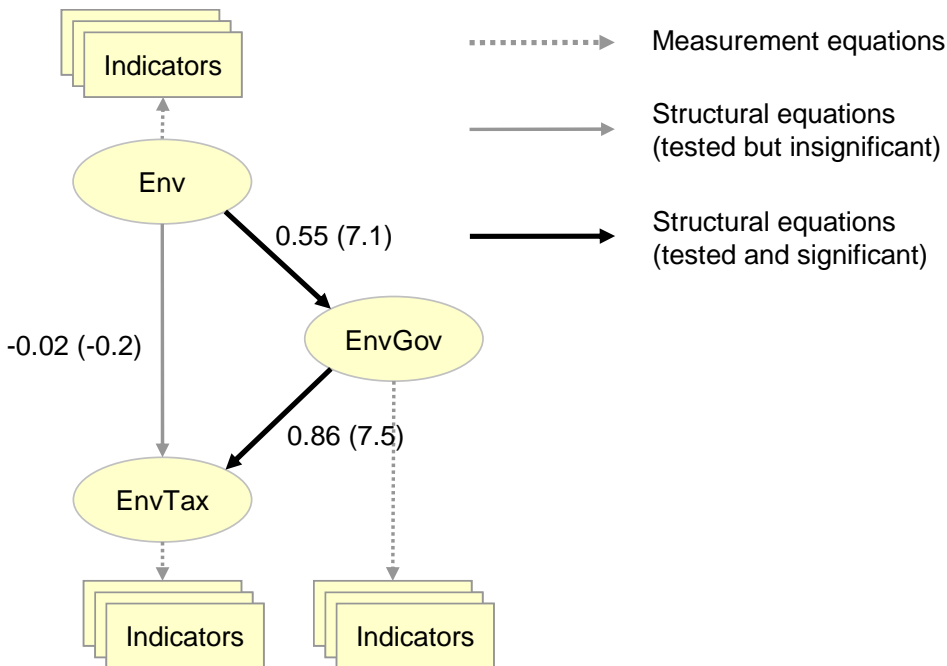 Indicators
Measurement equations
Structural equations
(tested but insignificant)
Env
0.55 (7.1)
Structural equations
(tested and significant)
-0.02 (-0.2)
EnvGov
0.86 (7.5)
EnvTax
Indicators
Indicators